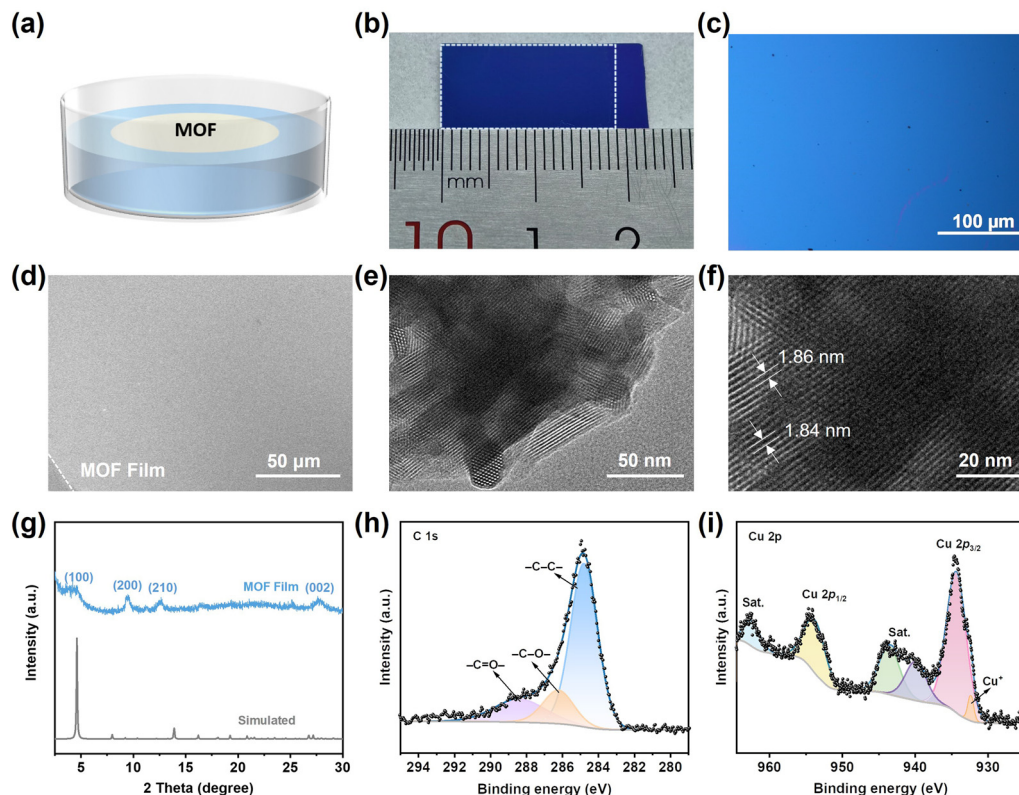 (a)
MOF
(b)
mm
10 1 2
(c)
100 µm
(d)
MOF Film
50 µm
(e)
50 nm
(f)
1.86 nm
1.84 nm
20 nm
(g)
Intensity (a.u.)
(100)
(200)
(210)
MOF Film
(002)
Simulated
5 10 15 20 25 30
2 Theta (degree)
(h)
C 1s
Intensity (a.u.)
–C–C–
–C–O–
–C=O–
294 292 290 288 286 284 282 280
Binding energy (eV)
(i)
Cu 2p
Intensity (a.u.)
Cu 2p3/2
Cu 2p1/2
Sat.
Sat.
Cu+
960 950 940 930
Binding energy (eV)